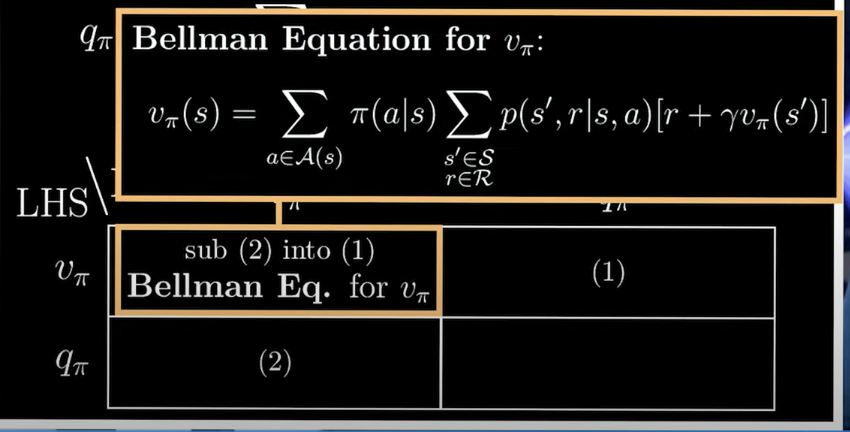 qπ Bellman Equation for vπ:
vπ(s) = ∑ π(a|s) ∑ p(s′, r|s, a)[r + γvπ(s′)]
a∈𝒜(s) s′∈𝒮
r∈ℛ
LHS\
sub (2) into (1)
vπ Bellman Eq. for vπ (1)
qπ (2)